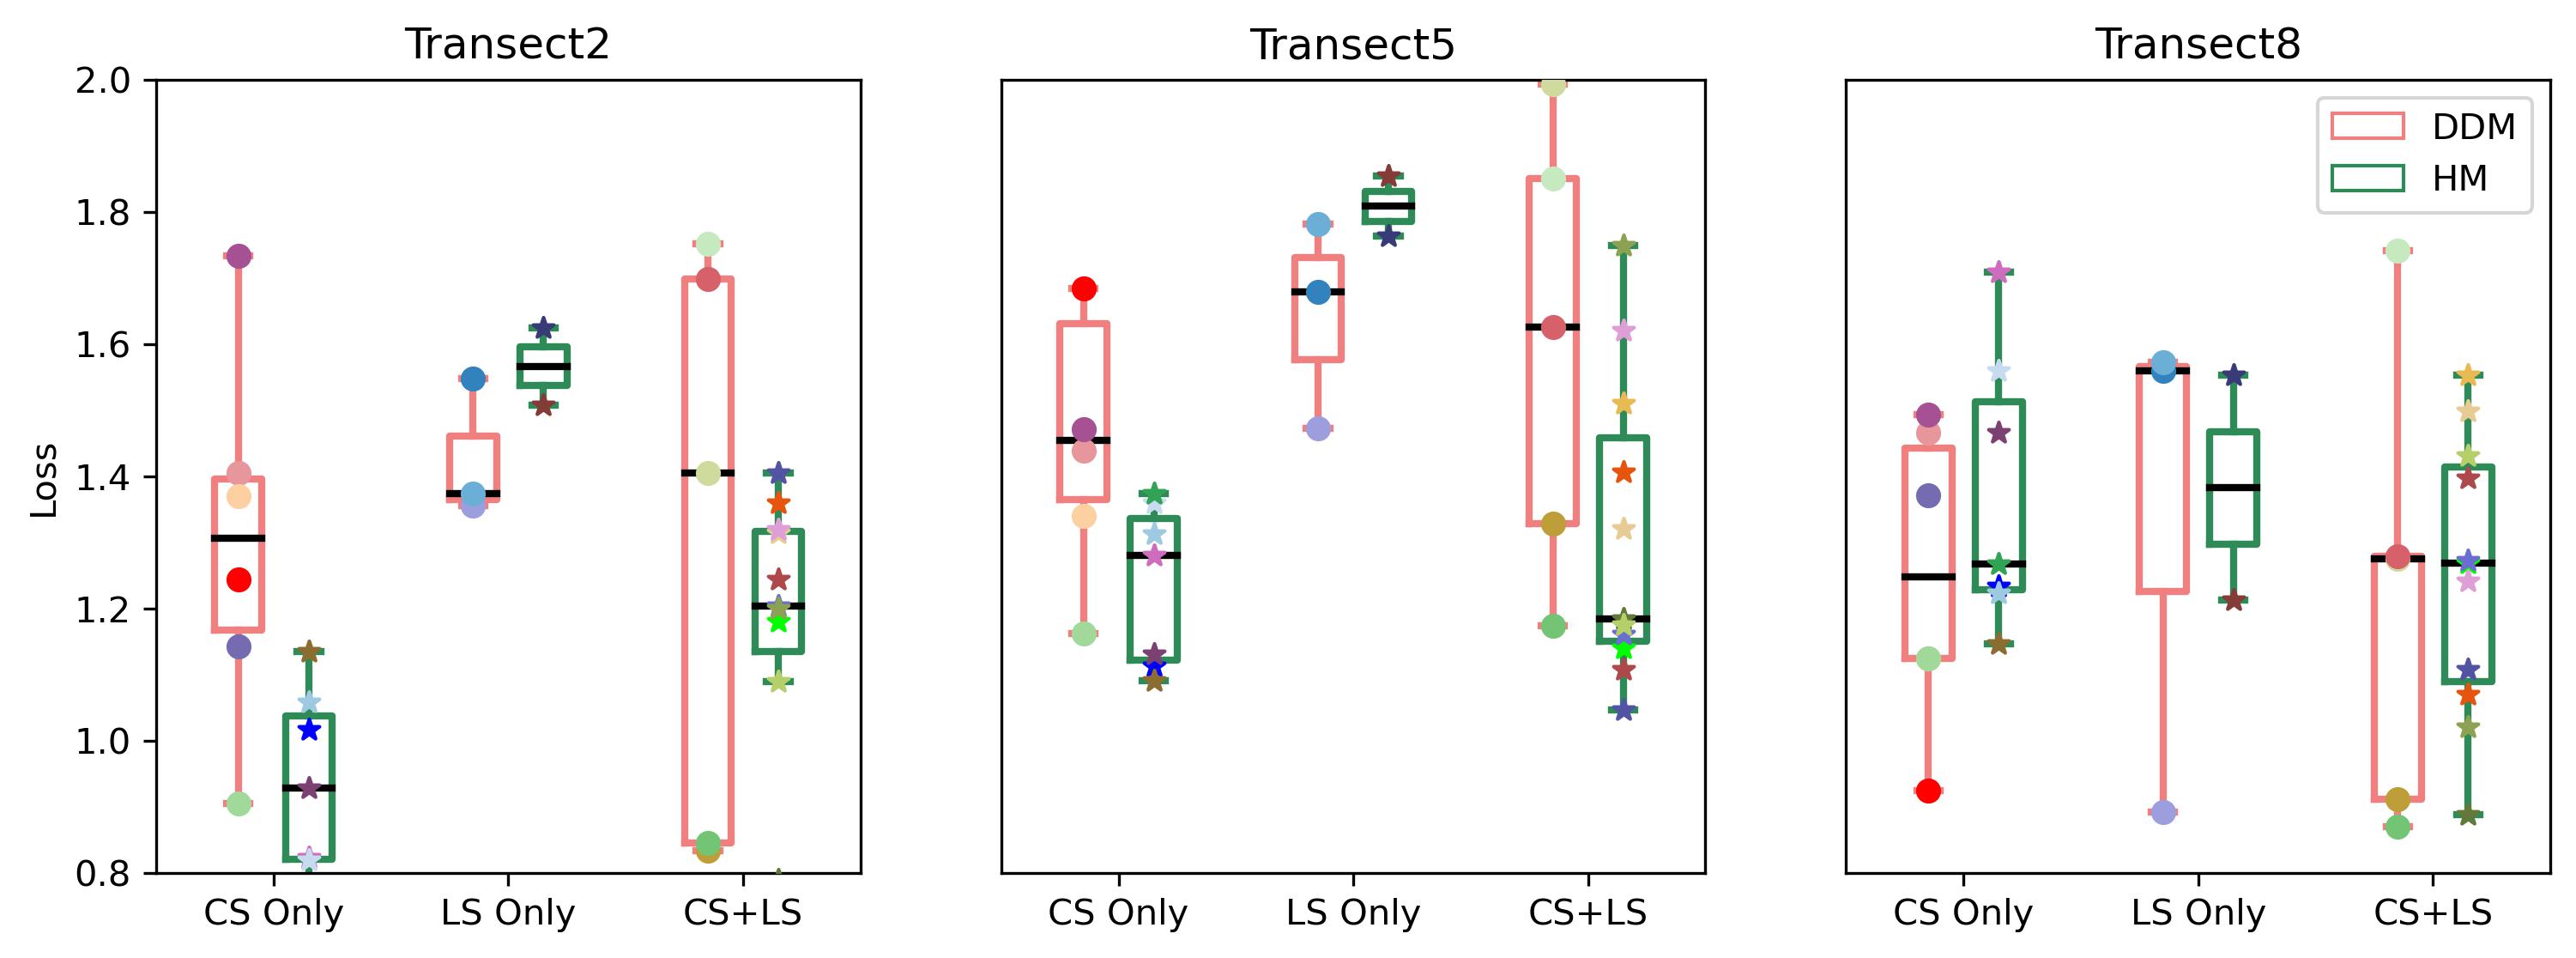 Transect2
Transect5
Transect8
2.0
1.8
1.6
1.4
1.2
1.0
0.8
Loss
DDM
HM
CS Only
LS Only
CS+LS
CS Only
LS Only
CS+LS
CS Only
LS Only
CS+LS